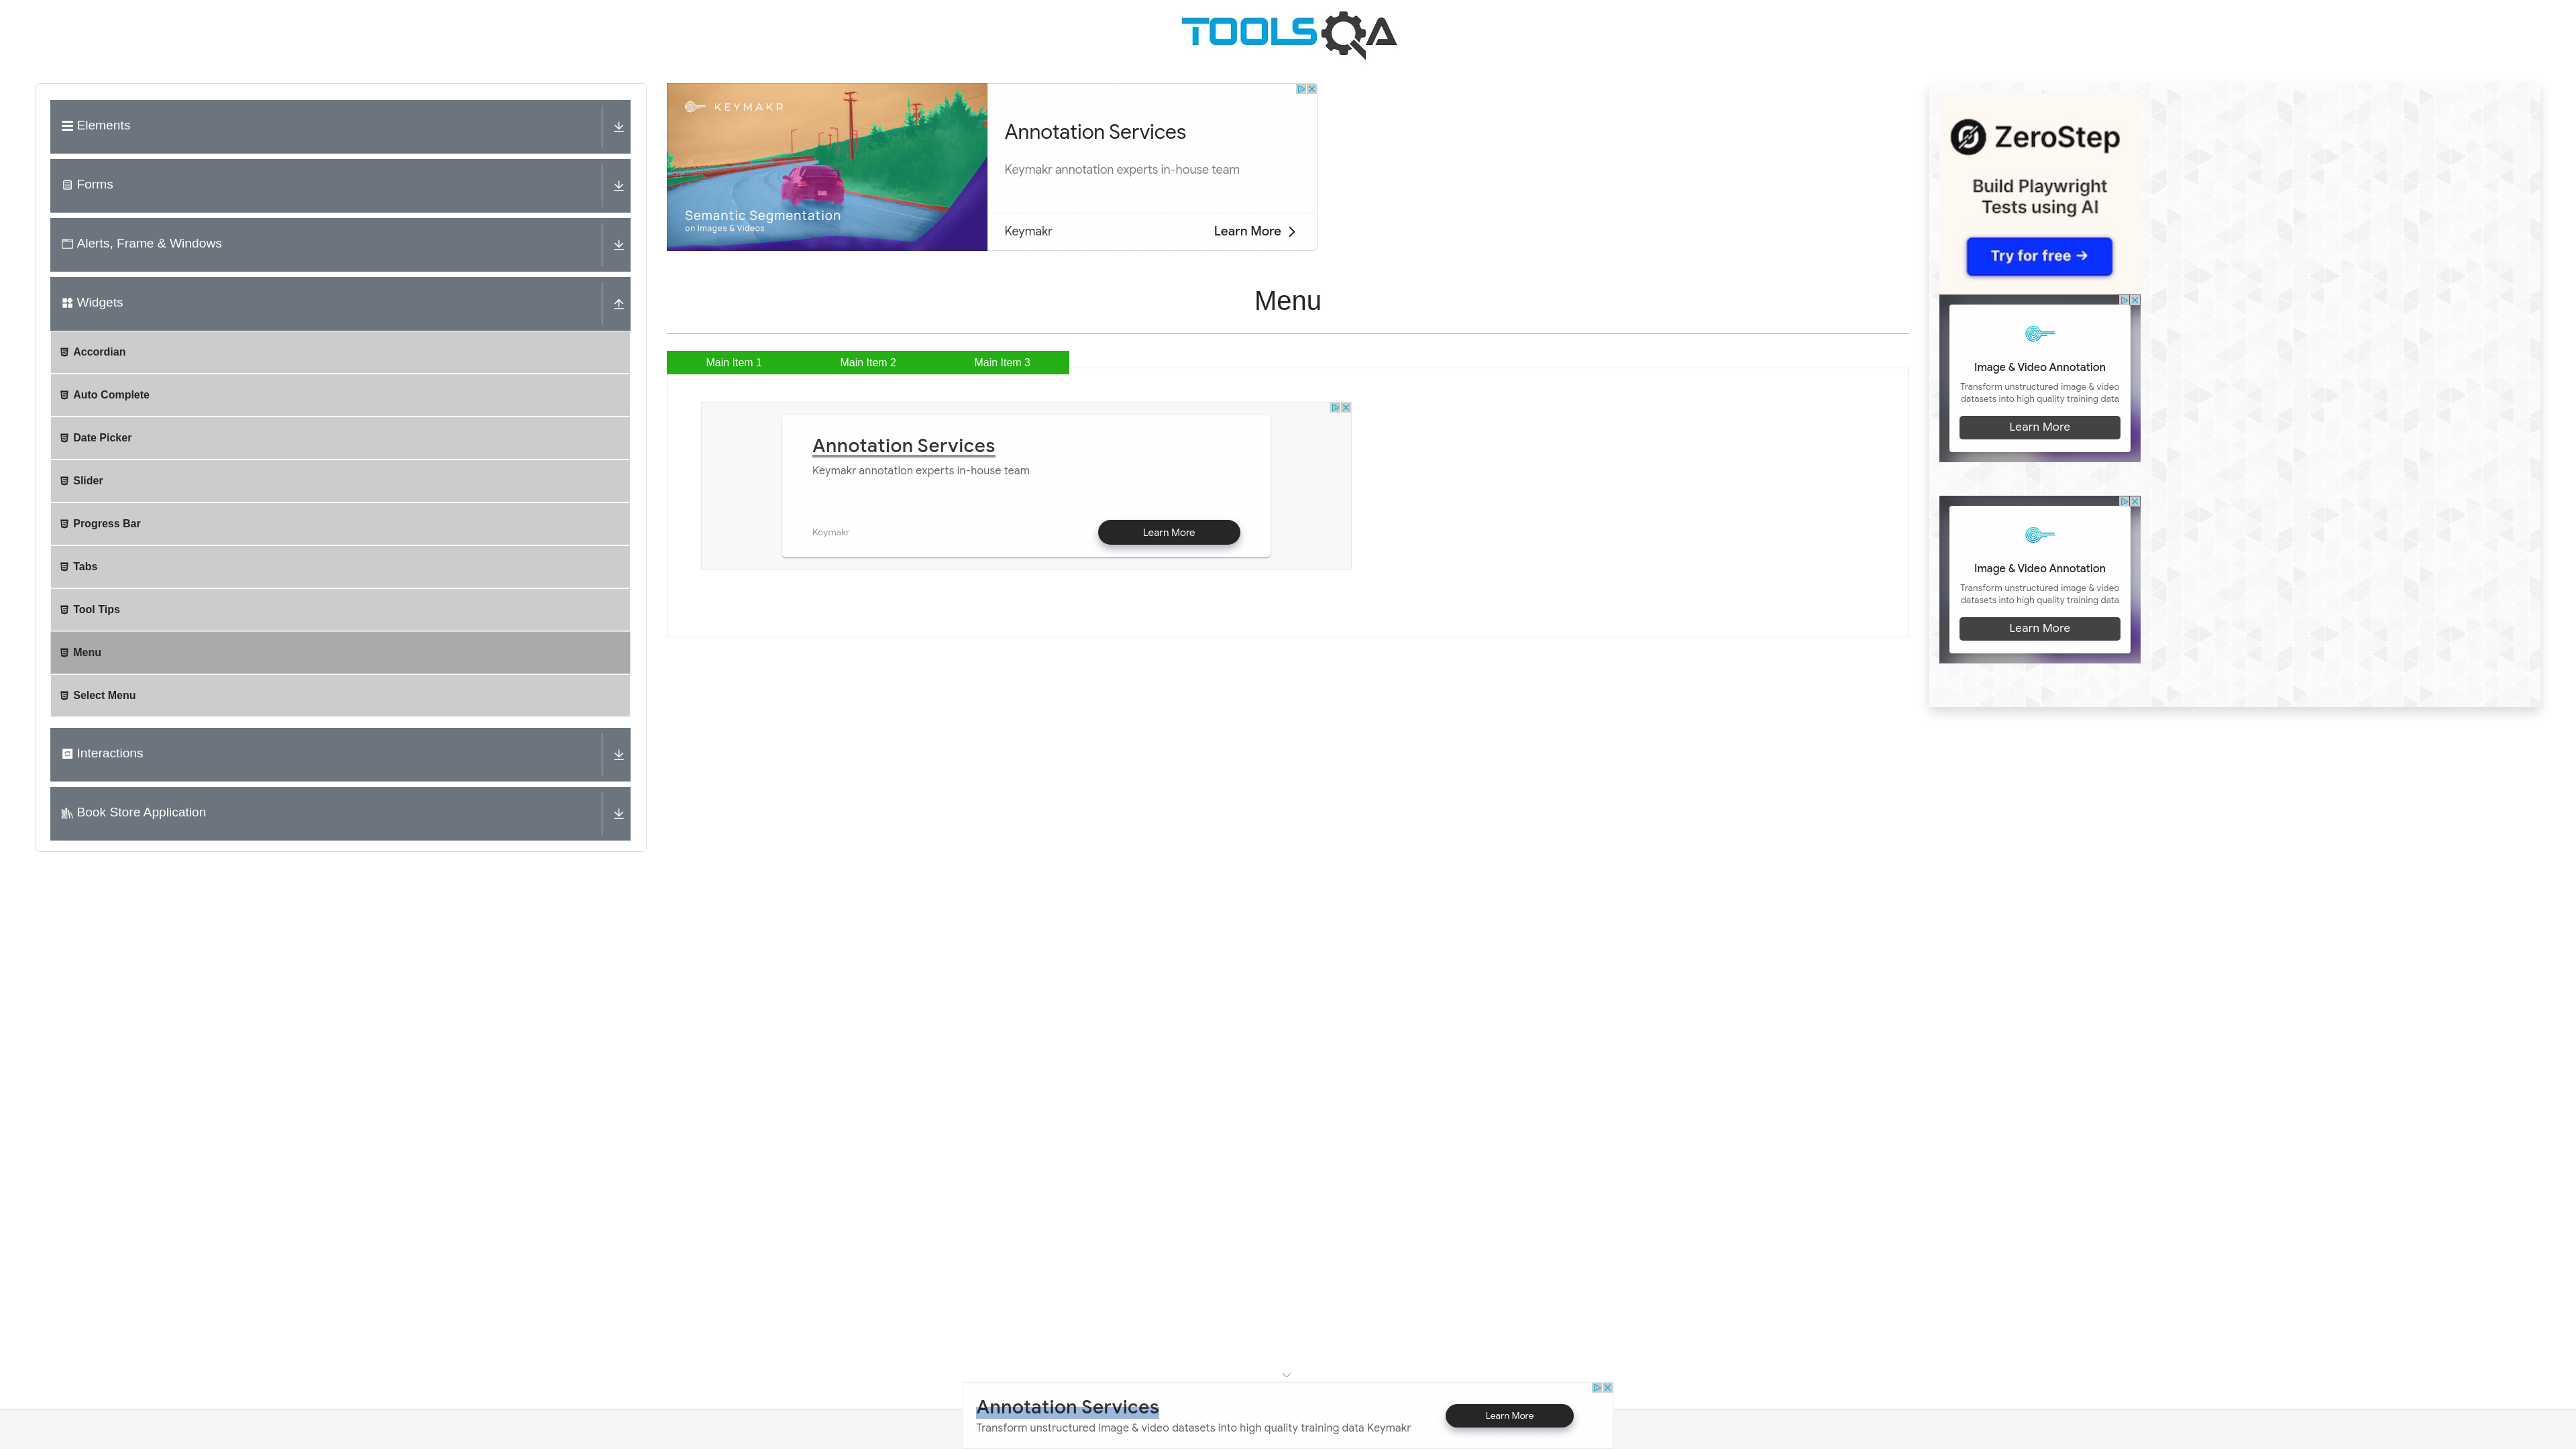 TOOLSQA
Elements
Forms
Alerts, Frame & Windows
Widgets
Accordian
Auto Complete
Date Picker
Slider
Progress Bar
Tabs
Tool Tips
Menu
Select Menu
Interactions
Book Store Application
KEYMAKR
Semantic Segmentation
on Images & Videos
Annotation Services
Keymakr annotation experts in-house team
Keymakr
Learn More
Menu
Main Item 1
Main Item 2
Main Item 3
Annotation Services
Keymakr annotation experts in-house team
Keymakr
Learn More
ZeroStep
Build Playwright
Tests using AI
Try for free →
Image & Video Annotation
Transform unstructured image & video
datasets into high quality training data
Learn More
Image & Video Annotation
Transform unstructured image & video
datasets into high quality training data
Learn More
Annotation Services
Transform unstructured image & video datasets into high quality training data Keymakr
Learn More